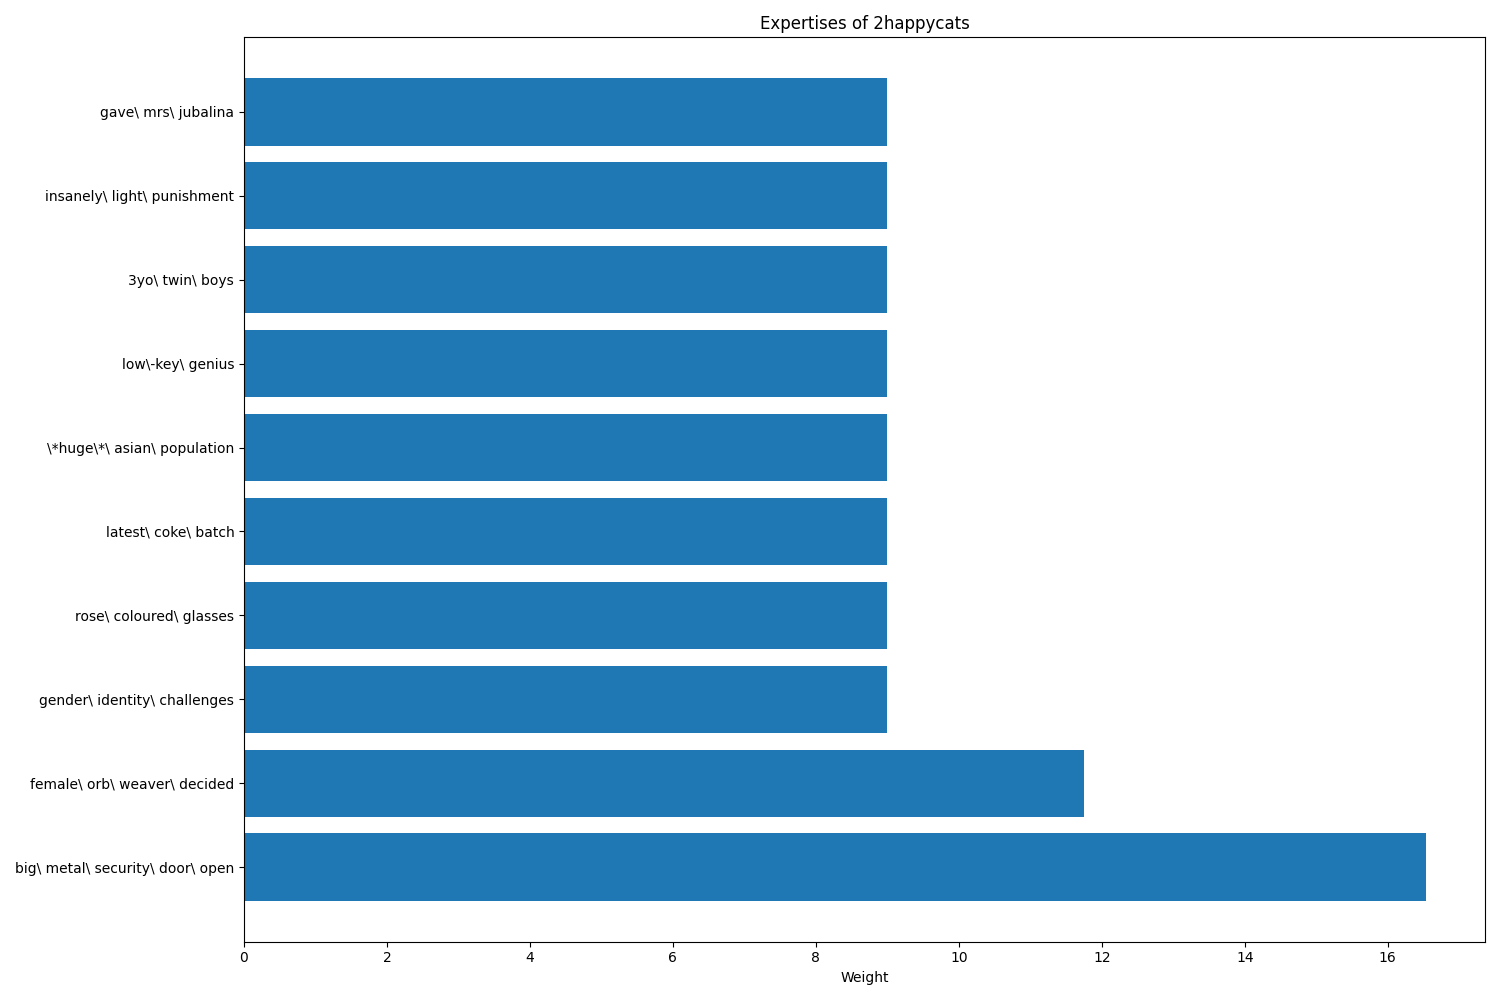 Expertises of 2happycats
gave\ mrs\ jubalina
insanely\ light\ punishment
3yo\ twin\ boys
low\-key\ genius
\*huge\*\ asian\ population
latest\ coke\ batch
rose\ coloured\ glasses
gender\ identity\ challenges
female\ orb\ weaver\ decided
big\ metal\ security\ door\ open
0 2 4 6 8 10 12 14 16
Weight